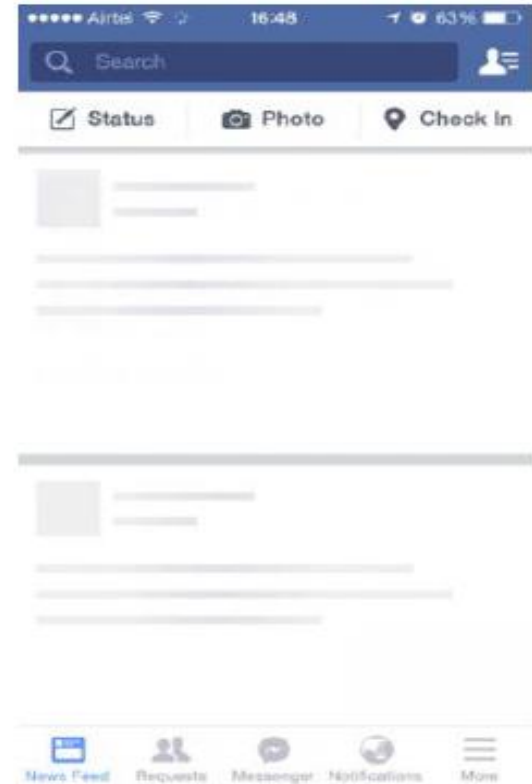 Airtel 16:48 63%
Search
Status Photo Check In
News Feed Requests Messenger Notifications More